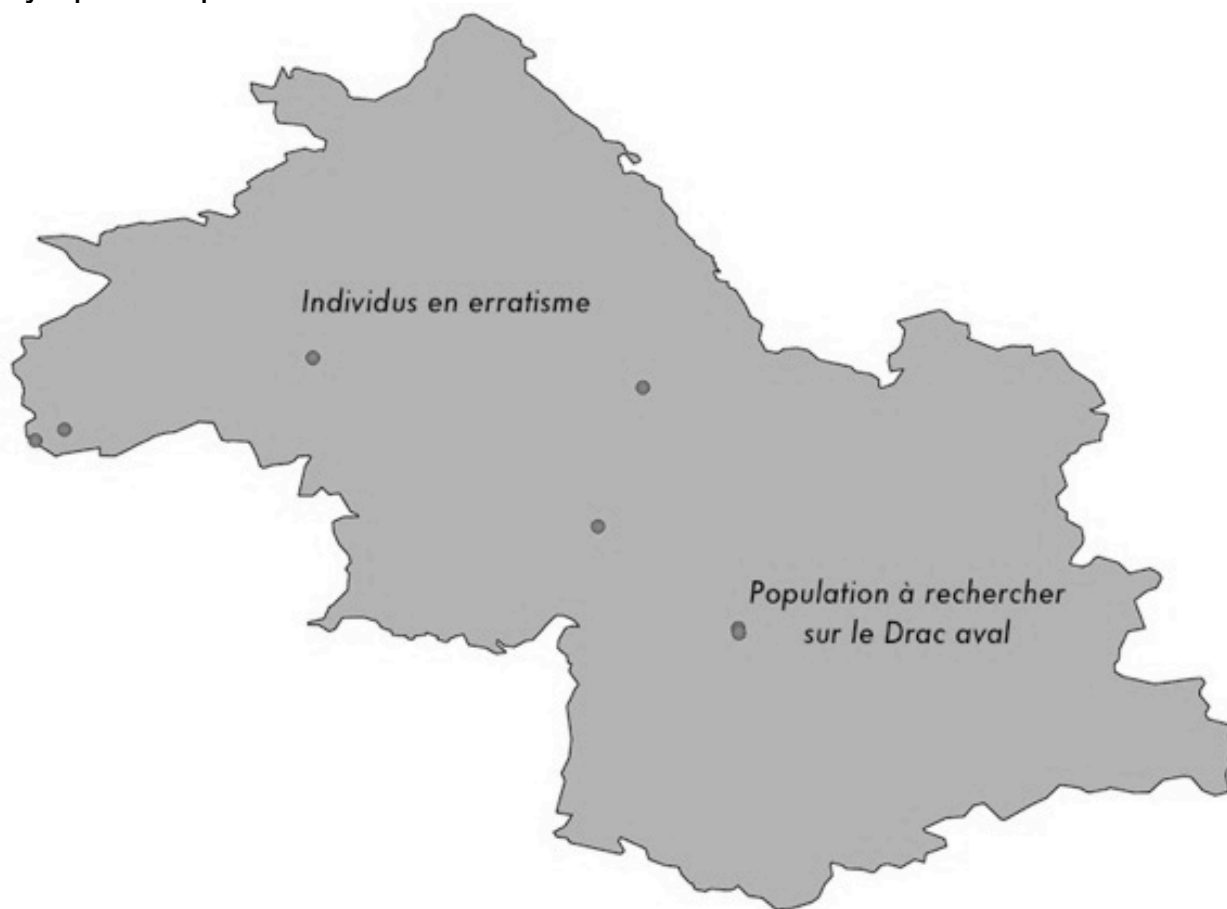 Individus en erratisme
Population à rechercher
sur le Drac aval